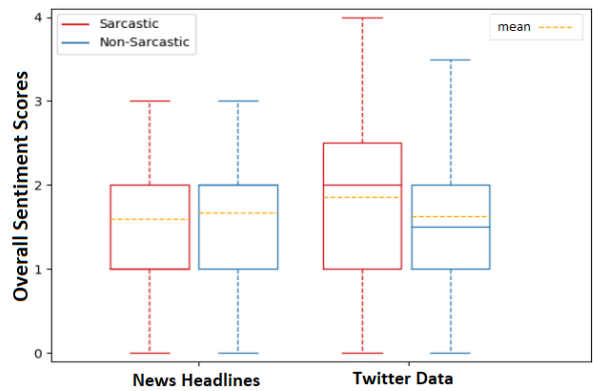 Sarcastic
Non-Sarcastic
mean
Overall Sentiment Scores
4
3
2
1
0
News Headlines
Twitter Data